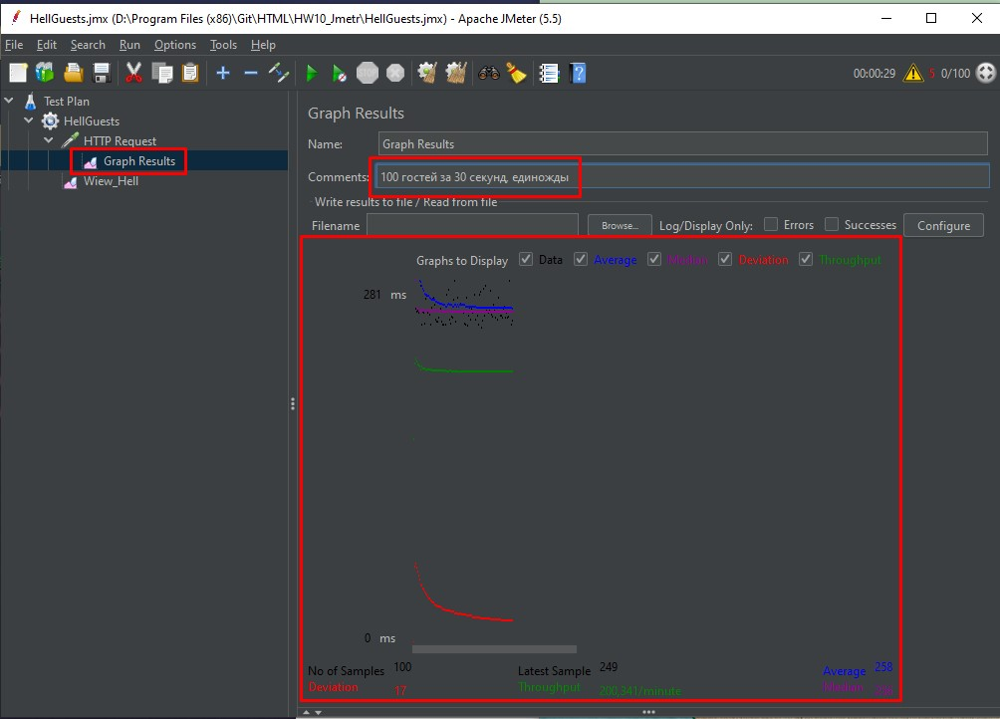 HellGuests.jmx (D:\Program Files (x86)\Git\HTML\HW10_Jmetr\HellGuests.jmx) - Apache JMeter (5.5)
File Edit Search Run Options Tools Help
STOP 00:00:29 5 0/100
Test Plan
HellGuests
HTTP Request
Graph Results
Wiew_Hell
Graph Results
Name: Graph Results
Comments: 100 гостей за 30 секунд, единожды
Write results to file / Read from file
Filename Browse... Log/Display Only: Errors Successes Configure
Graphs to Display Data Average Median Deviation Throughput
281 ms
0 ms
No of Samples 100 Latest Sample 249 Average 258
Deviation 17 Throughput 200,341/minute Median